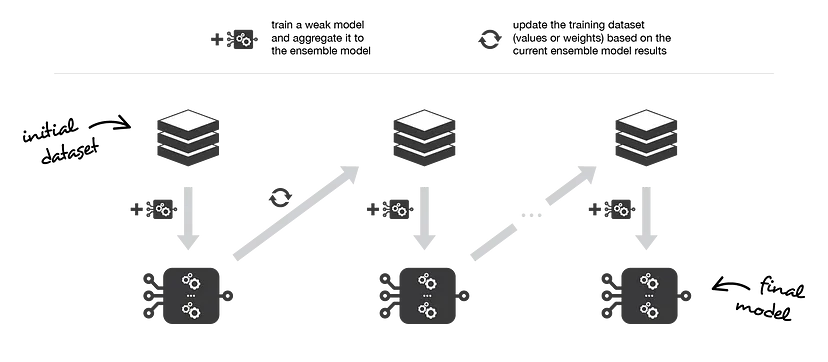 train a weak model
and aggregate it to
the ensemble model
update the training dataset
(values or weights) based on the
current ensemble model results
initial
dataset
final
model